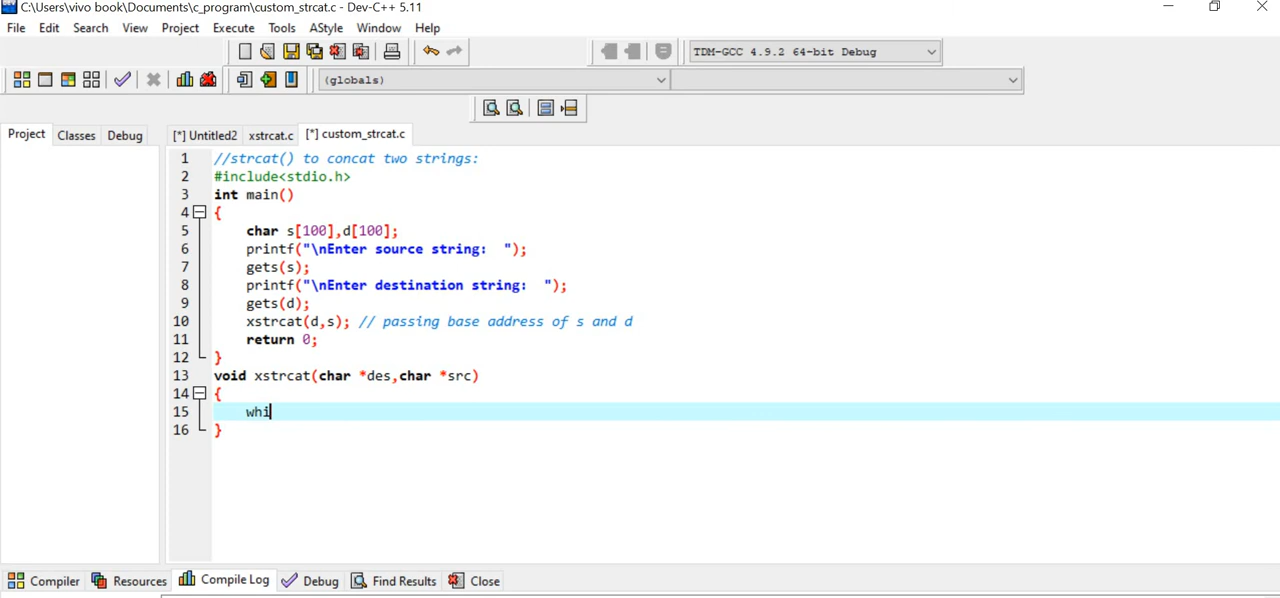 C:\Users\vivo book\Documents\c_program\custom_strcat.c - Dev-C++ 5.11
File Edit Search View Project Execute Tools AStyle Window Help
TDM-GCC 4.9.2 64-bit Debug
(globals)
Project Classes Debug [*] Untitled2 xstrcat.c [*] custom_strcat.c
1 //strcat() to concat two strings:
2 #include<stdio.h>
3 int main()
4 {
5 char s[100],d[100];
6 printf("\nEnter source string:  ");
7 gets(s);
8 printf("\nEnter destination string:  ");
9 gets(d);
10 xstrcat(d,s); // passing base address of s and d
11 return 0;
12 }
13 void xstrcat(char *des,char *src)
14 {
15 whi
16 }
Compiler Resources Compile Log Debug Find Results Close